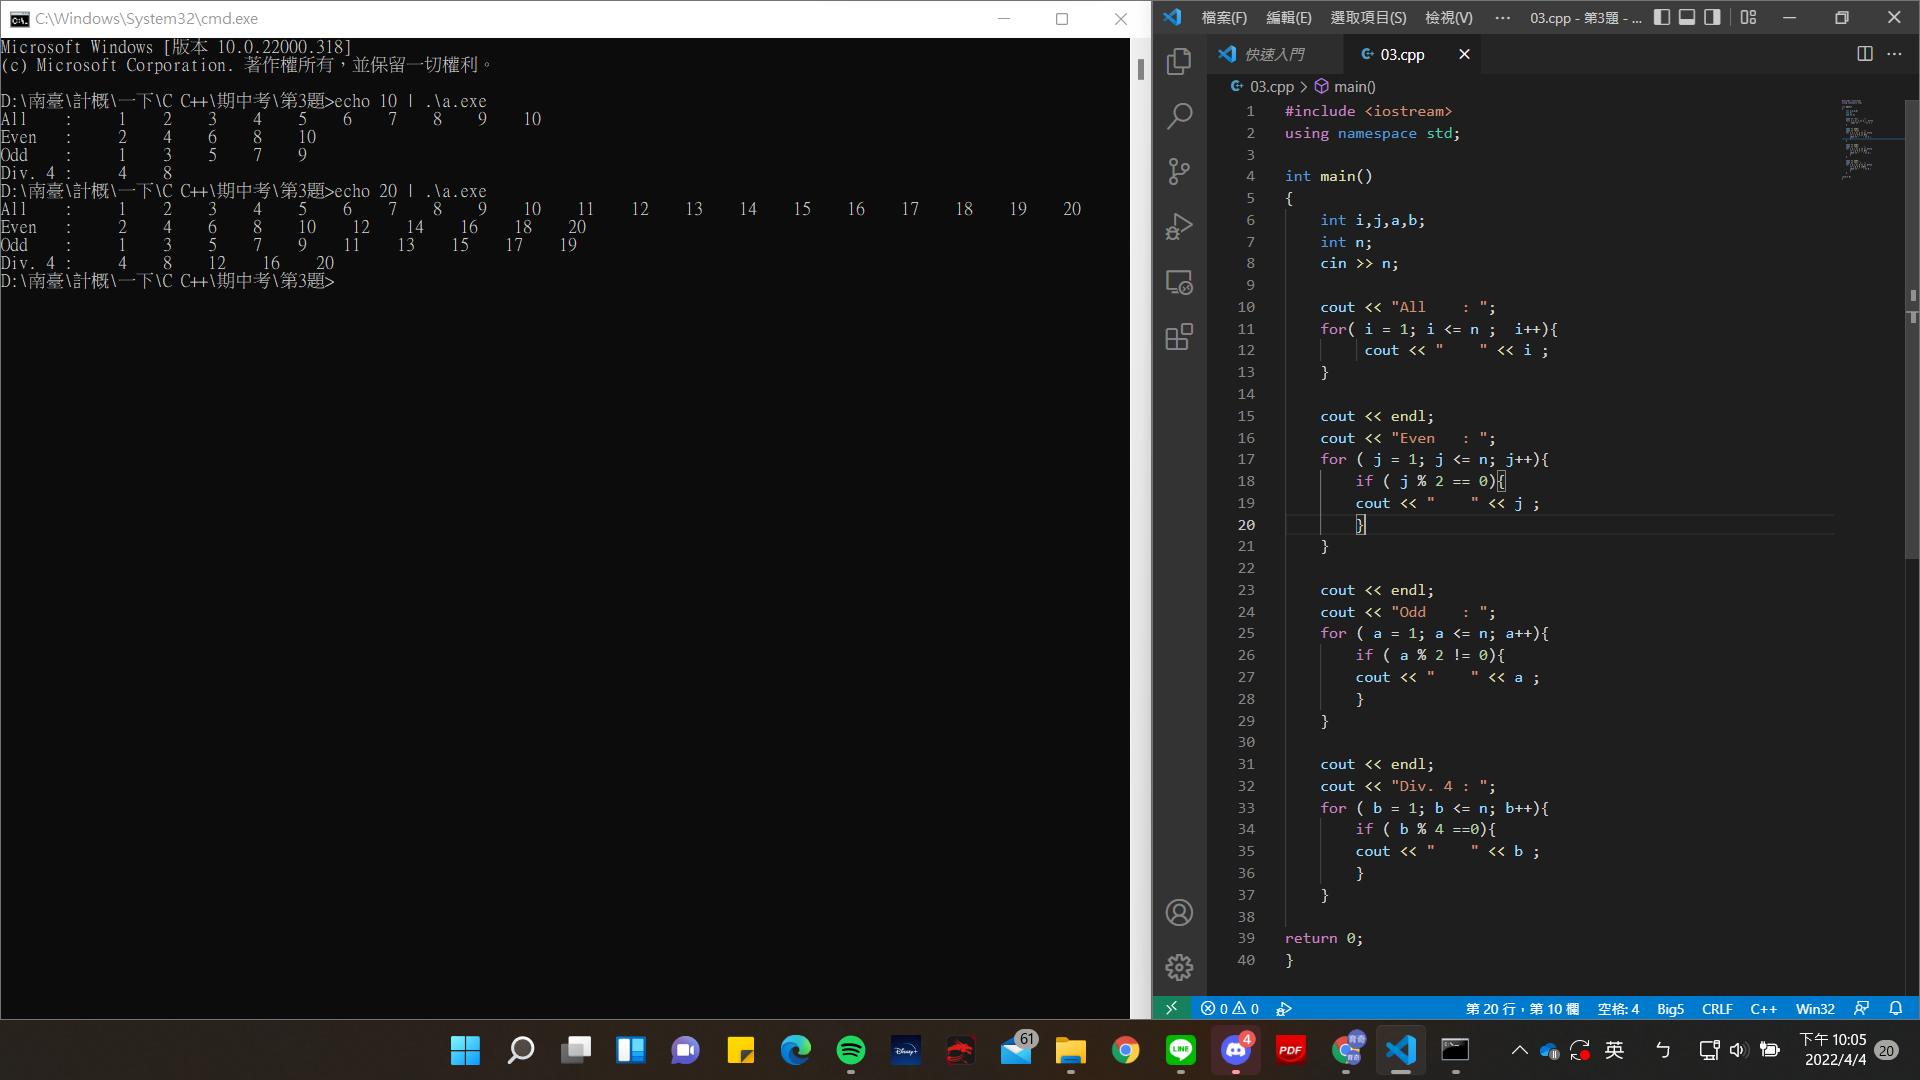 C:\Windows\System32\cmd.exe
Microsoft Windows [版本 10.0.22000.318]
(c) Microsoft Corporation. 著作權所有，並保留一切權利。
D:\南臺\計概\一下\C C++\期中考\第3題>echo 10 | .\a.exe
All    :     1    2    3    4    5    6    7    8    9    10
Even   :     2    4    6    8    10
Odd    :     1    3    5    7    9
Div. 4 :     4    8
D:\南臺\計概\一下\C C++\期中考\第3題>echo 20 | .\a.exe
All    :     1    2    3    4    5    6    7    8    9    10    11    12    13    14    15    16    17    18    19    20
Even   :     2    4    6    8    10    12    14    16    18    20
Odd    :     1    3    5    7    9    11    13    15    17    19
Div. 4 :     4    8    12    16    20
D:\南臺\計概\一下\C C++\期中考\第3題>
檔案(F) 編輯(E) 選取項目(S) 檢視(V) ··· 03.cpp - 第3題 - ...
快速入門 03.cpp
03.cpp > main()
1 #include <iostream>
2 using namespace std;
3
4 int main()
5 {
6     int i,j,a,b;
7     int n;
8     cin >> n;
9
10     cout << "All    : ";
11     for( i = 1; i <= n ;  i++){
12          cout << "    " << i ;
13     }
14
15     cout << endl;
16     cout << "Even   : ";
17     for ( j = 1; j <= n; j++){
18         if ( j % 2 == 0){
19         cout << "    " << j ;
20         }
21     }
22
23     cout << endl;
24     cout << "Odd    : ";
25     for ( a = 1; a <= n; a++){
26         if ( a % 2 != 0){
27         cout << "    " << a ;
28         }
29     }
30
31     cout << endl;
32     cout << "Div. 4 : ";
33     for ( b = 1; b <= n; b++){
34         if ( b % 4 ==0){
35         cout << "    " << b ;
36         }
37     }
38
39 return 0;
40 }
0 0 第 20 行，第 10 欄 空格: 4 Big5 CRLF C++ Win32
Disney+ 61 4 PDF 英 ㄅ 下午 10:05
2022/4/4 20